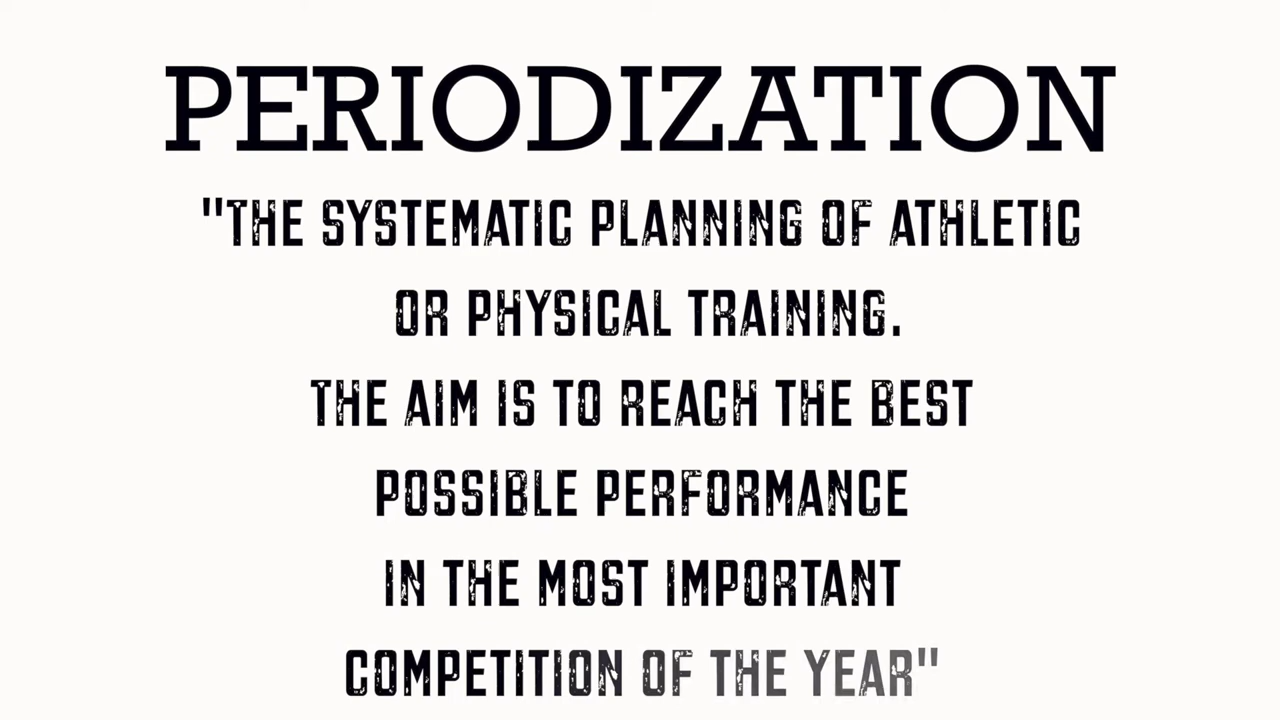 PERIODIZATION
"THE SYSTEMATIC PLANNING OF ATHLETIC
OR PHYSICAL TRAINING.
THE AIM IS TO REACH THE BEST
POSSIBLE PERFORMANCE
IN THE MOST IMPORTANT
COMPETITION OF THE YEAR"